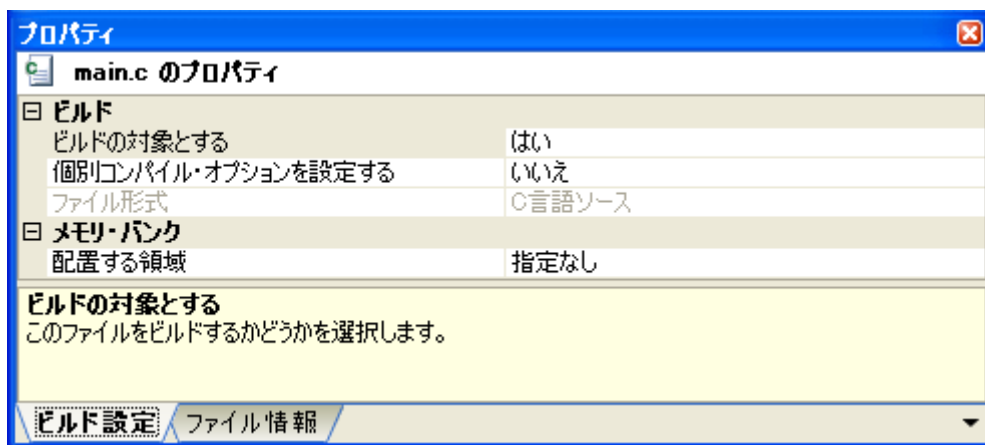 プロパティ
main.c のプロパティ
ビルド
ビルドの対象とする はい
個別コンパイル・オプションを設定する いいえ
ファイル形式 C言語ソース
メモリ・バンク
配置する領域 指定なし
ビルドの対象とする
このファイルをビルドするかどうかを選択します。
ビルド設定 ファイル情報